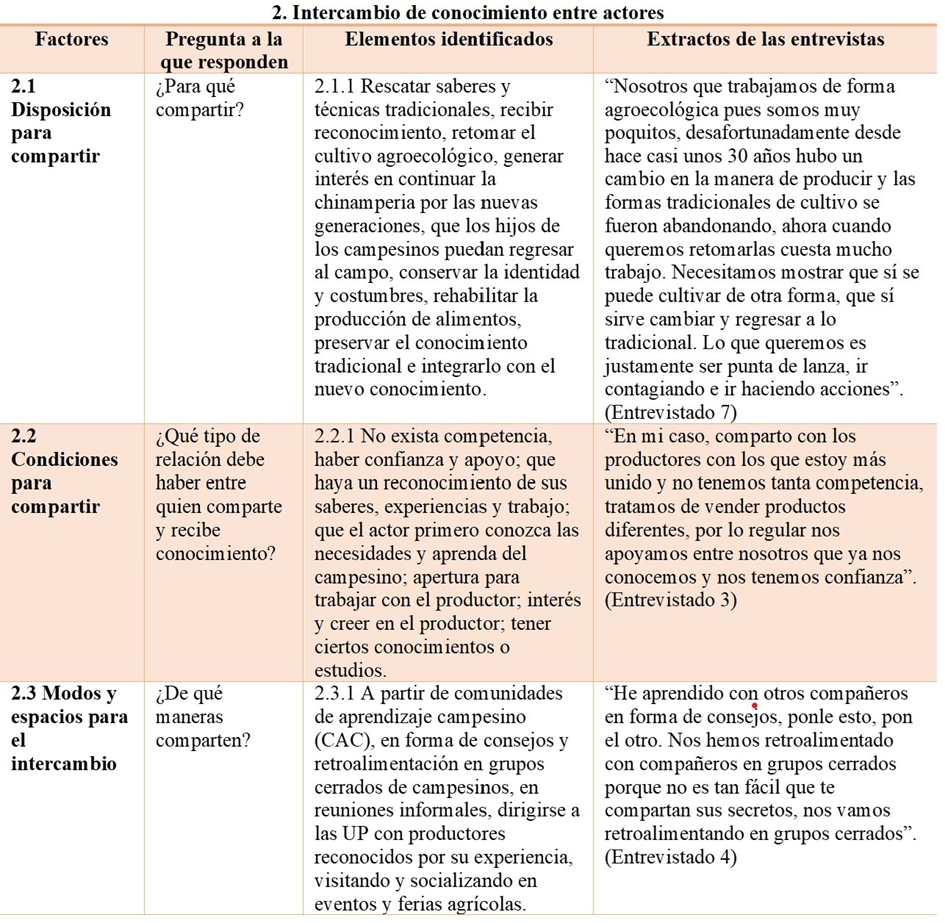 2. Intercambio de conocimiento entre actores
Factores
Pregunta a la
que responden
Elementos identificados
Extractos de las entrevistas
2.1
Disposición
para
compartir
¿Para qué
compartir?
2.1.1 Rescatar saberes y
técnicas tradicionales, recibir
reconocimiento, retomar el
cultivo agroecológico, generar
interés en continuar la
chinamperia por las nuevas
generaciones, que los hijos de
los campesinos puedan regresar
al campo, conservar la identidad
y costumbres, rehabilitar la
producción de alimentos,
preservar el conocimiento
tradicional e integrarlo con el
nuevo conocimiento.
“Nosotros que trabajamos de forma
agroecológica pues somos muy
poquitos, desafortunadamente desde
hace casi unos 30 años hubo un
cambio en la manera de producir y las
formas tradicionales de cultivo se
fueron abandonando, ahora cuando
queremos retomarlas cuesta mucho
trabajo. Necesitamos mostrar que sí se
puede cultivar de otra forma, que sí
sirve cambiar y regresar a lo
tradicional. Lo que queremos es
justamente ser punta de lanza, ir
contagiando e ir haciendo acciones”.
(Entrevistado 7)
2.2
Condiciones
para
compartir
¿Qué tipo de
relación debe
haber entre
quien comparte
y recibe
conocimiento?
2.2.1 No exista competencia,
haber confianza y apoyo; que
haya un reconocimiento de sus
saberes, experiencias y trabajo;
que el actor primero conozca las
necesidades y aprenda del
campesino; apertura para
trabajar con el productor; interés
y creer en el productor; tener
ciertos conocimientos o
estudios.
“En mi caso, comparto con los
productores con los que estoy más
unido y no tenemos tanta competencia,
tratamos de vender productos
diferentes, por lo regular nos
apoyamos entre nosotros que ya nos
conocemos y nos tenemos confianza”.
(Entrevistado 3)
2.3 Modos y
espacios para
el
intercambio
¿De qué
maneras
comparten?
2.3.1 A partir de comunidades
de aprendizaje campesino
(CAC), en forma de consejos y
retroalimentación en grupos
cerrados de campesinos, en
reuniones informales, dirigirse a
las UP con productores
reconocidos por su experiencia,
visitando y socializando en
eventos y ferias agrícolas.
“He aprendido con otros compañeros
en forma de consejos, ponle esto, pon
el otro. Nos hemos retroalimentado
con compañeros en grupos cerrados
porque no es tan fácil que te
compartan sus secretos, nos vamos
retroalimentando en grupos cerrados”.
(Entrevistado 4)